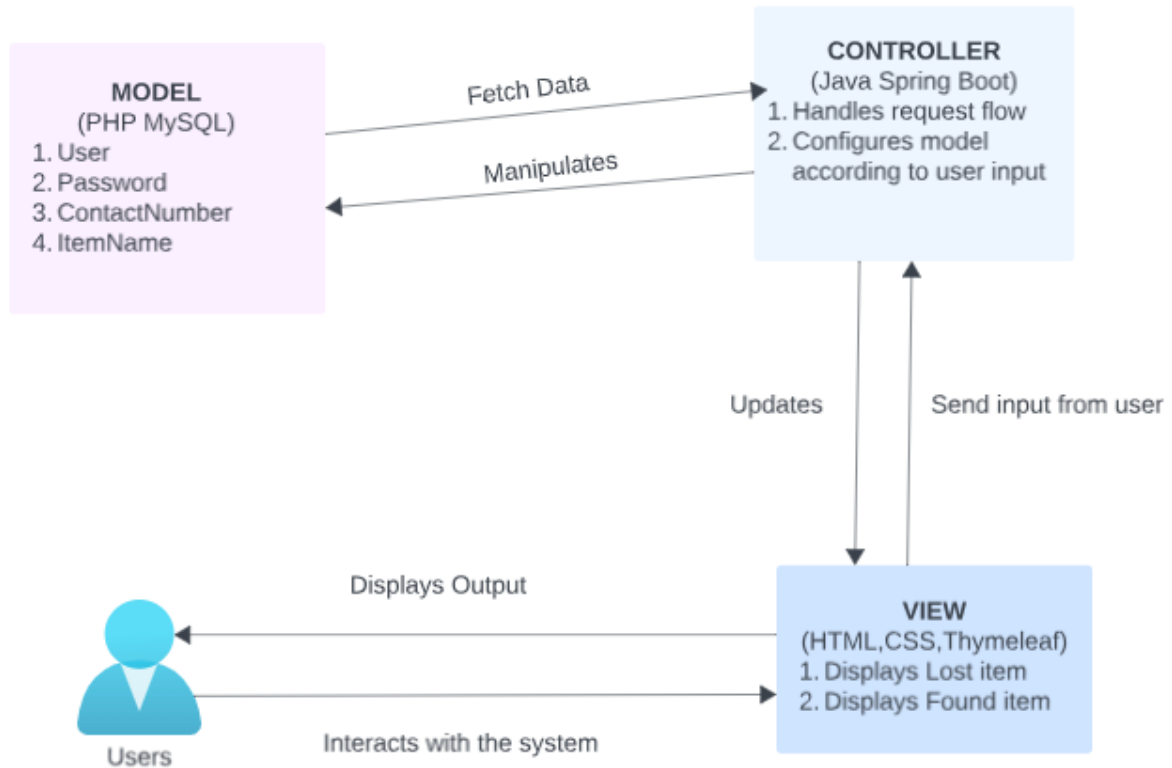 MODEL
(PHP MySQL)
1. User
2. Password
3. ContactNumber
4. ItemName
Fetch Data
Manipulates
CONTROLLER
(Java Spring Boot)
1. Handles request flow
2. Configures model
according to user input
Updates
Send input from user
Displays Output
Users
Interacts with the system
VIEW
(HTML,CSS,Thymeleaf)
1. Displays Lost item
2. Displays Found item